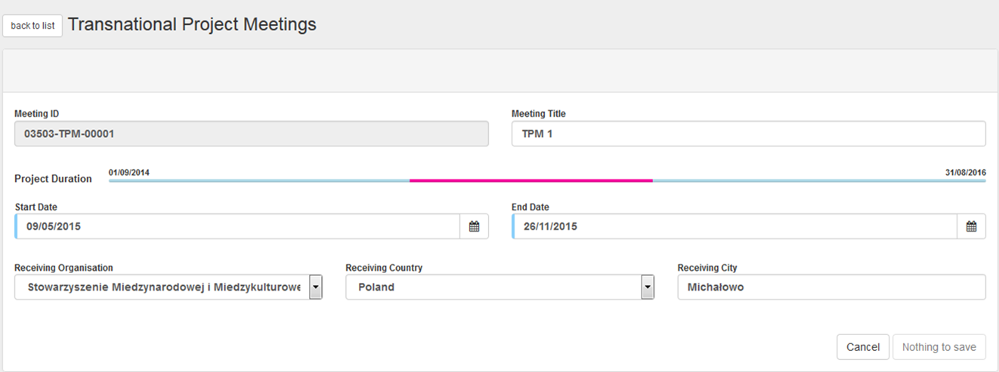 back to list Transnational Project Meetings
Meeting ID Meeting Title
03503-TPM-00001 TPM 1
Project Duration 01/09/2014 31/08/2016
Start Date End Date
09/05/2015 26/11/2015
Receiving Organisation Receiving Country Receiving City
Stowarzyszenie Miedzynarodowej i Miedzykulturowe Poland Michałowo
Cancel Nothing to save